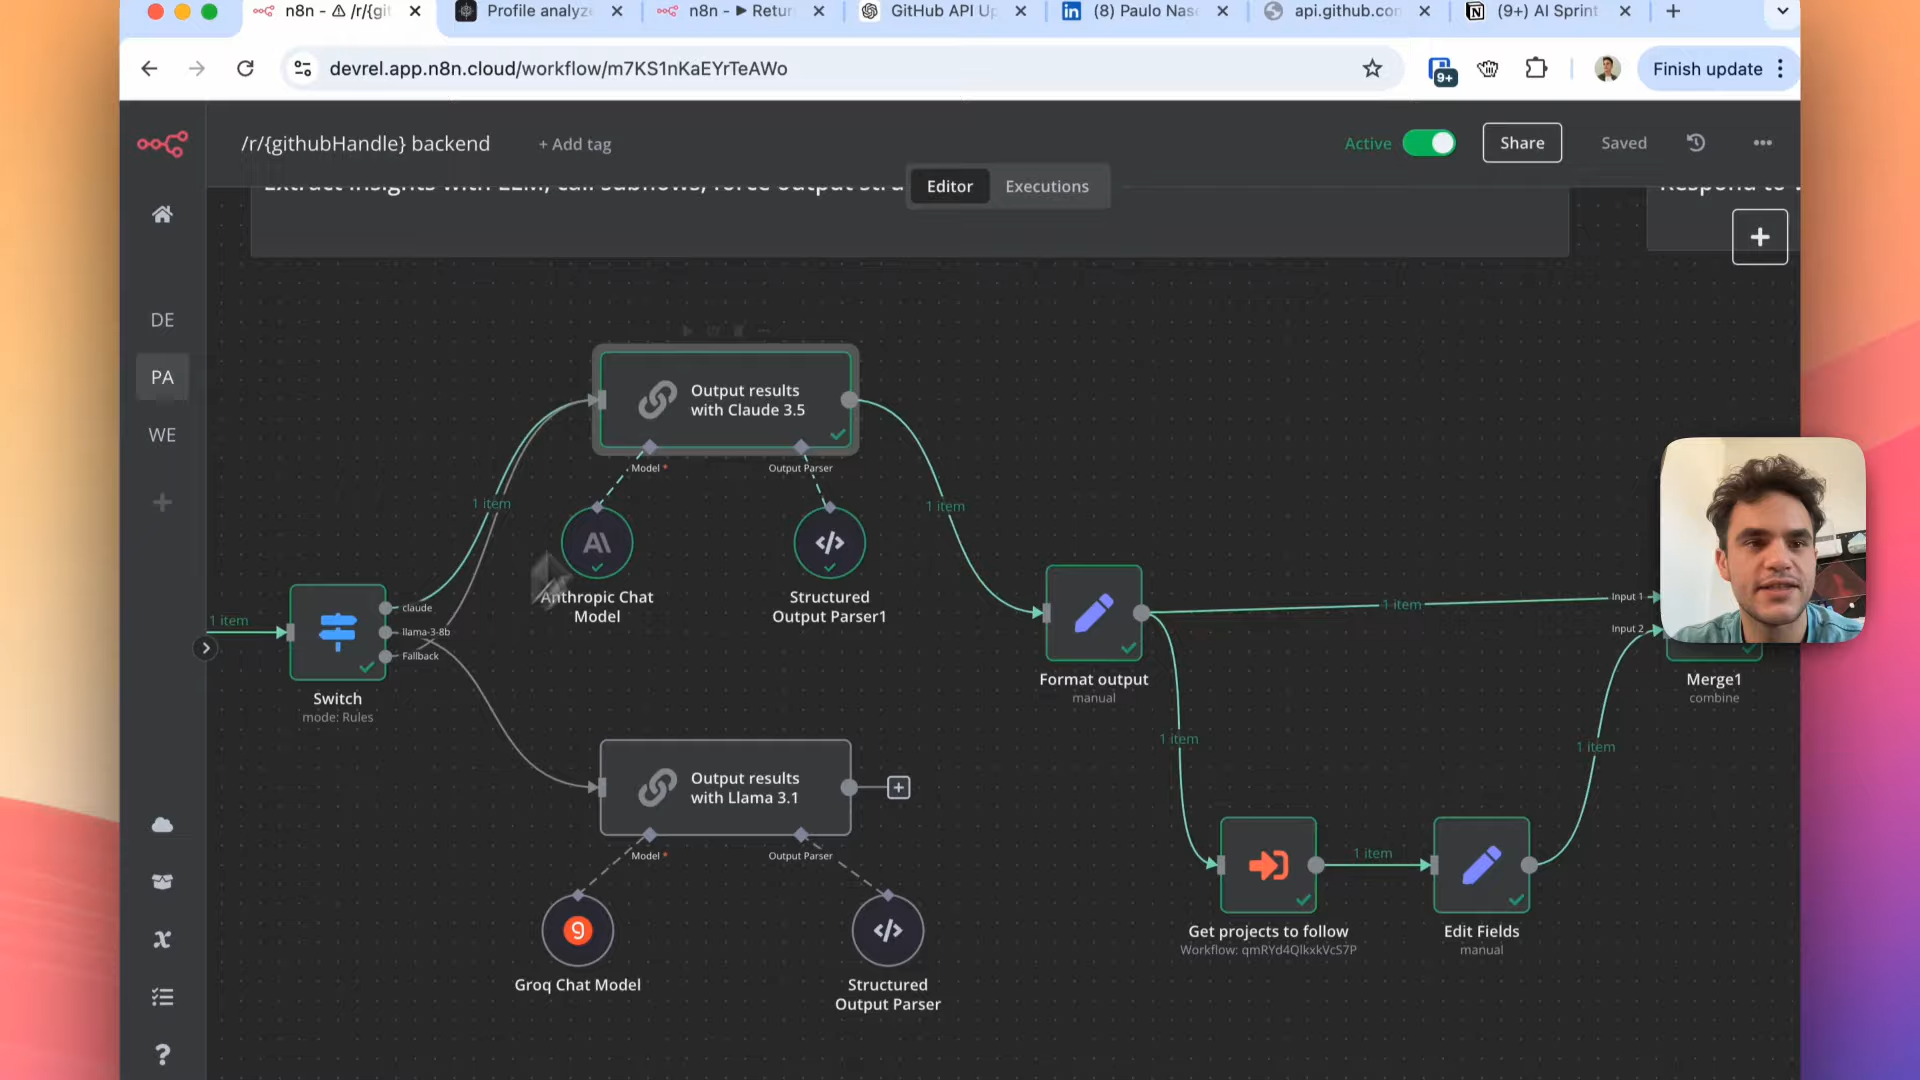 n8n - ⚠ /r/{git
Profile analyze
n8n - ▶ Return
GitHub API Up
(8) Paulo Nas
api.github.com
(9+) AI Sprint
devrel.app.n8n.cloud/workflow/m7KS1nKaEYrTeAWo
9+
Finish update
/r/{githubHandle} backend
+ Add tag
Active
Share
Saved
Editor
Executions
DE
PA
WE
Output results
with Claude 3.5
Model *
Output Parser
1 item
1 item
Anthropic Chat
Model
Structured
Output Parser1
1 item
claude
llama-3-8b
Fallback
Switch
mode: Rules
Format output
manual
1 item
Input 1
Input 2
Merge1
combine
1 item
1 item
Output results
with Llama 3.1
Model *
Output Parser
Groq Chat Model
Structured
Output Parser
1 item
Get projects to follow
Workflow: qmRYd4QlkxkVcS7P
Edit Fields
manual